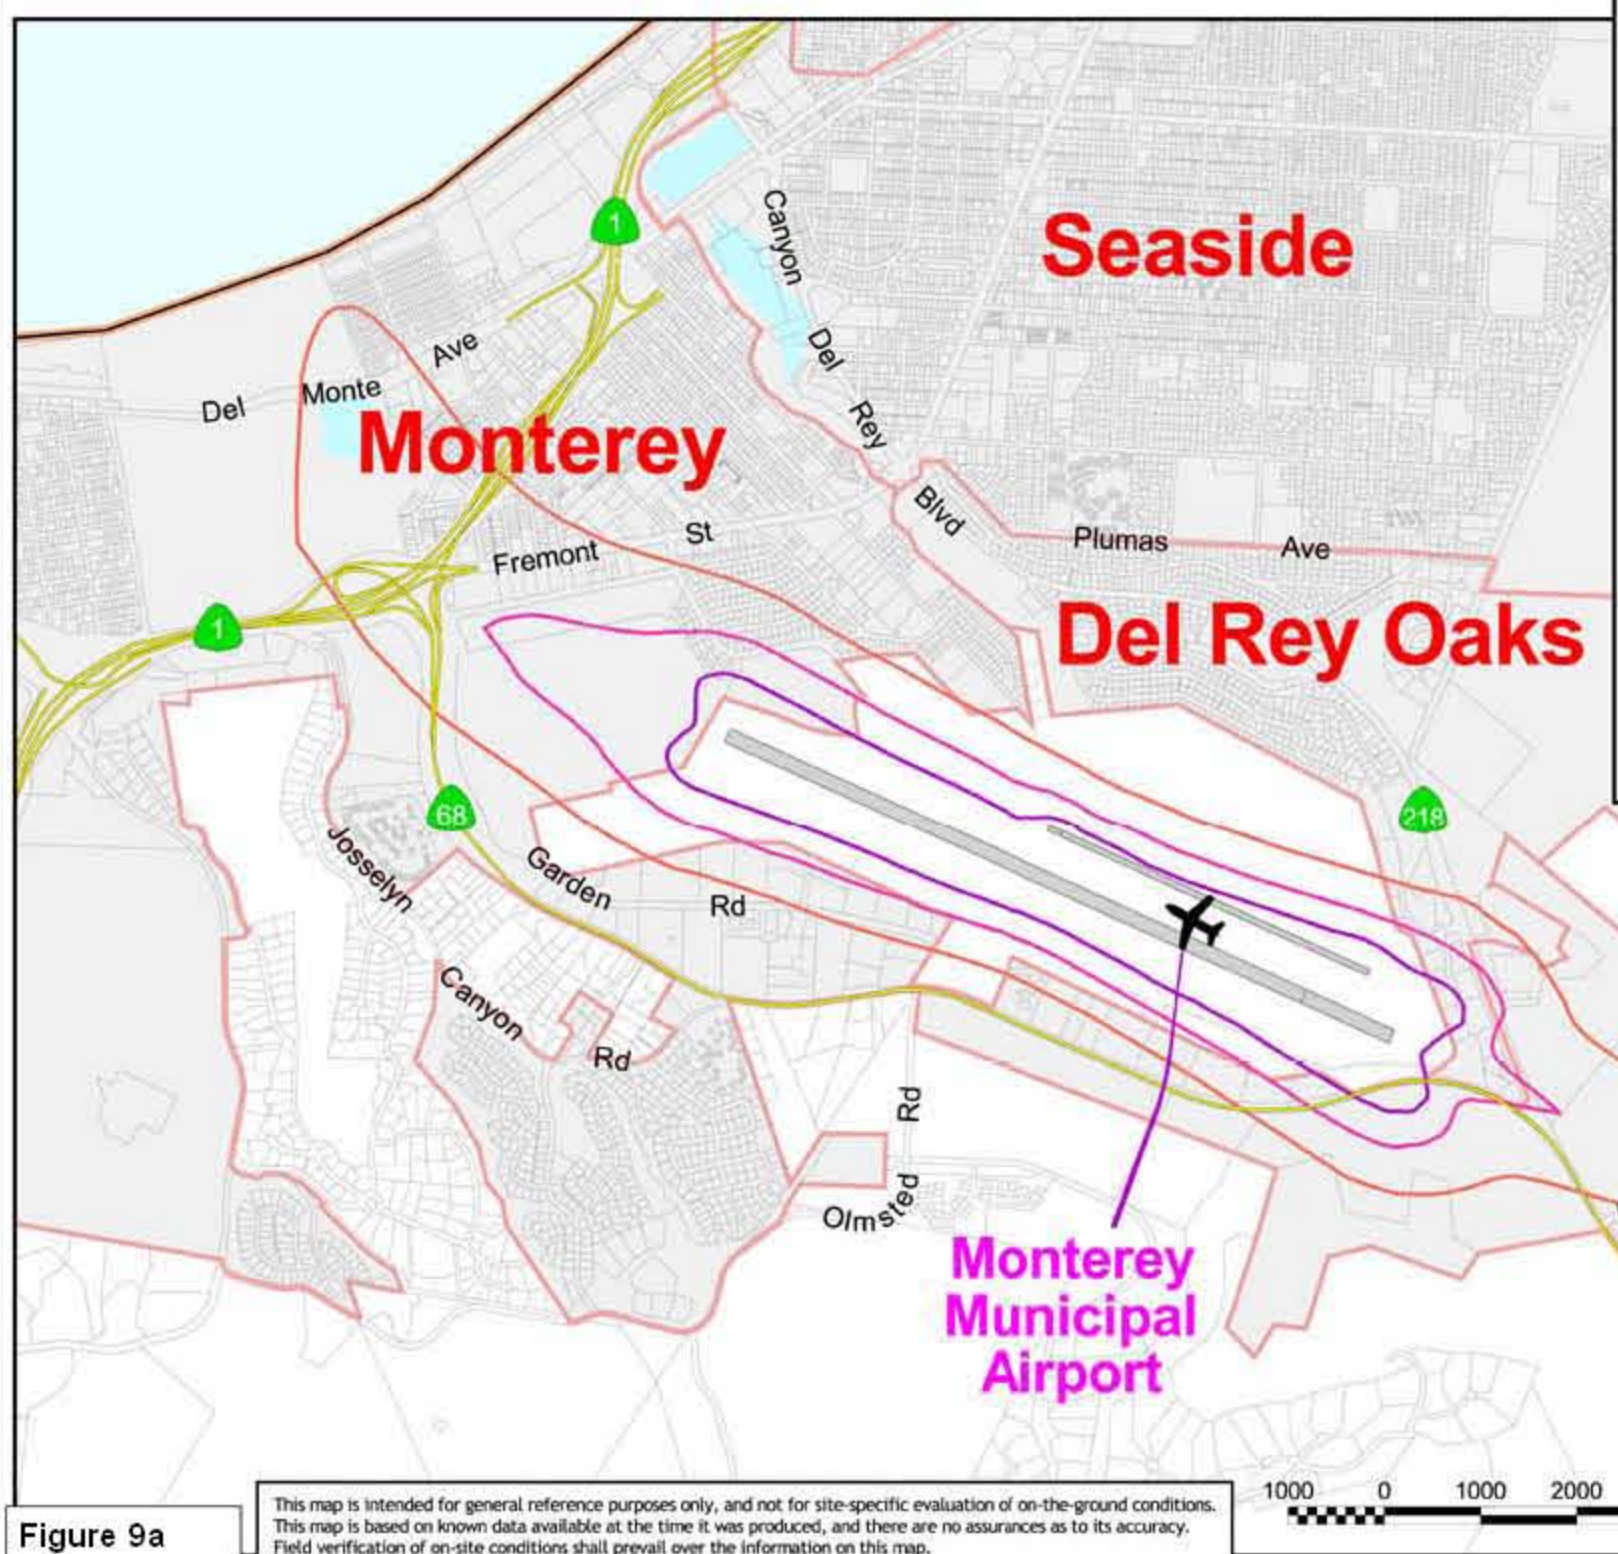 Seaside
Canyon
Del
Rey
Blvd
1
Del
Monte
Ave
Monterey
Fremont
St
Plumas
Ave
Del Rey Oaks
1
68
218
Josselyn
Canyon
Rd
Garden
Rd
Olmsted
Rd
Monterey
Municipal
Airport
1000 0 1000 2000
Figure 9a
This map is intended for general reference purposes only, and not for site-specific evaluation of on-the-ground conditions.
This map is based on known data available at the time it was produced, and there are no assurances as to its accuracy.
Field verification of on-site conditions shall prevail over the information on this map.